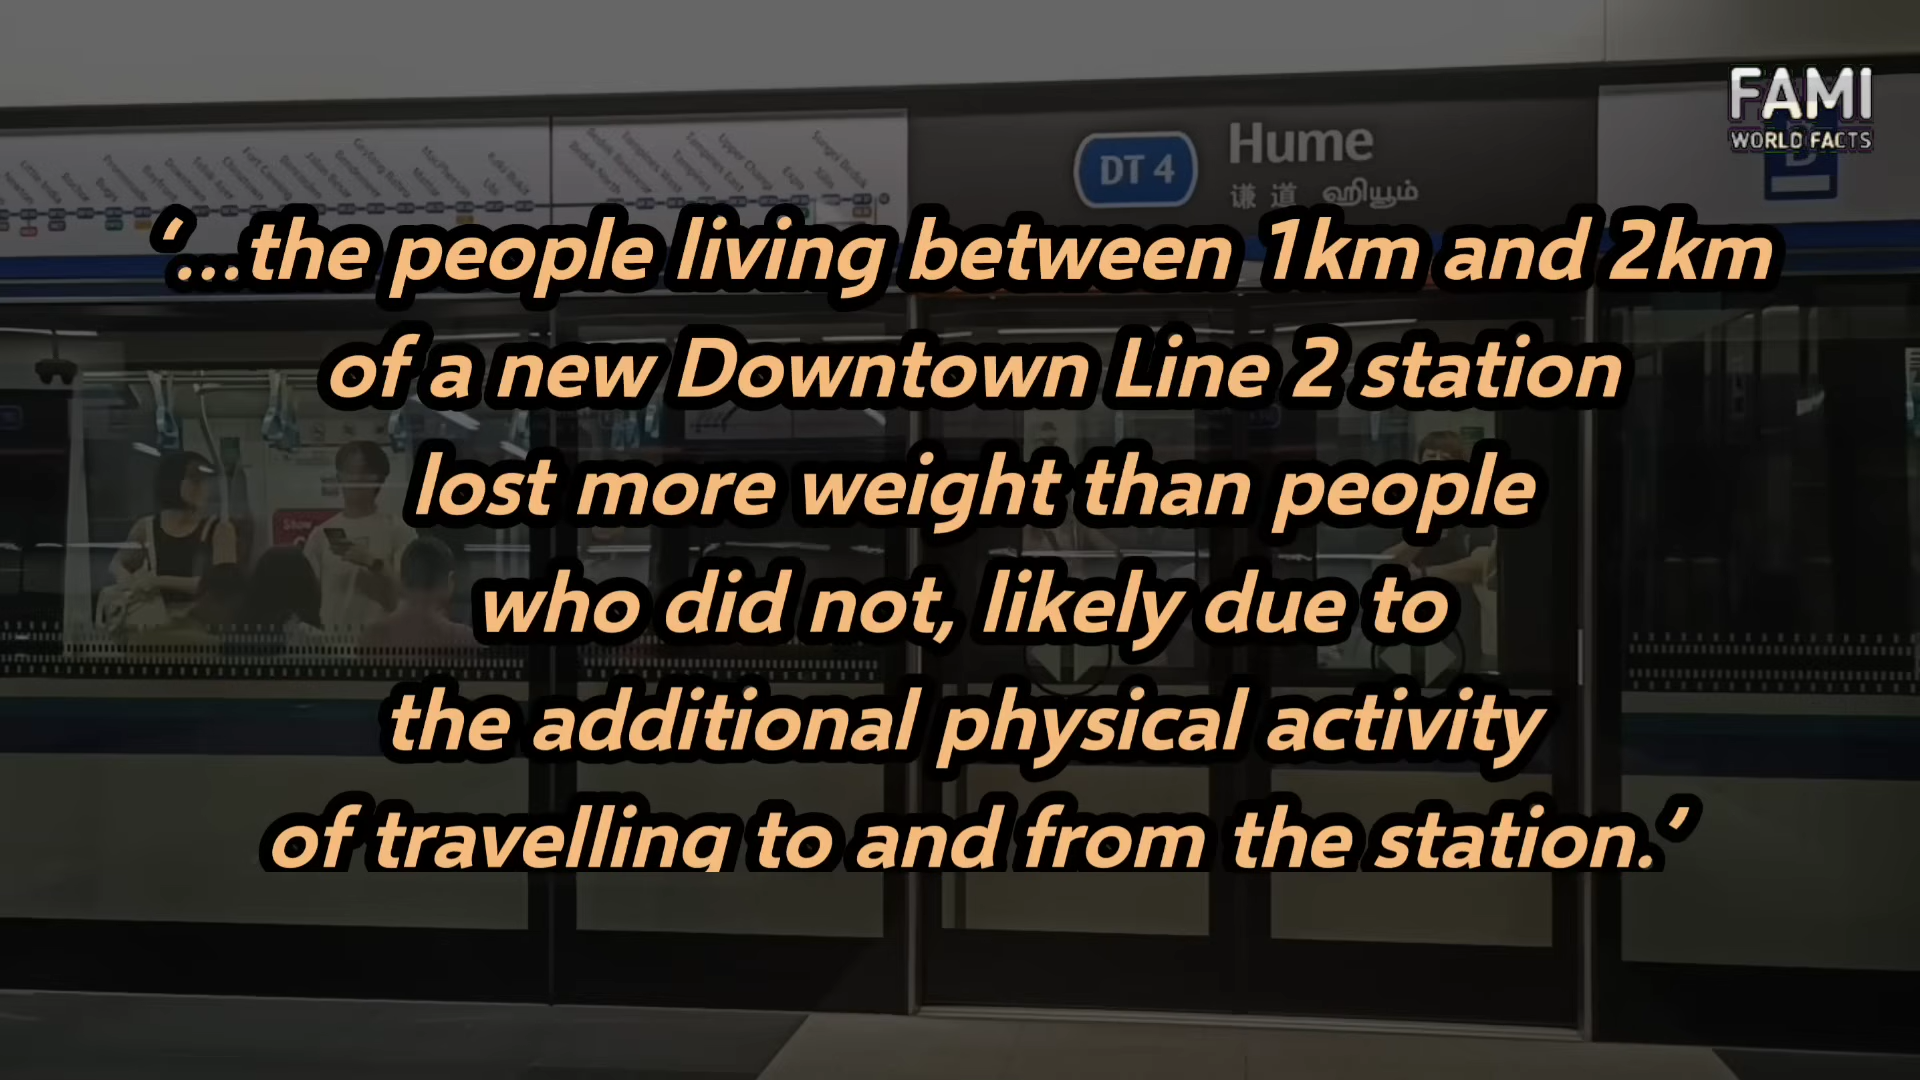 FAMI
WORLD FACTS
DT 4
Hume
谦道 ஹியூம்
‘...the people living between 1km and 2km
of a new Downtown Line 2 station
lost more weight than people
who did not, likely due to
the additional physical activity
of travelling to and from the station.’